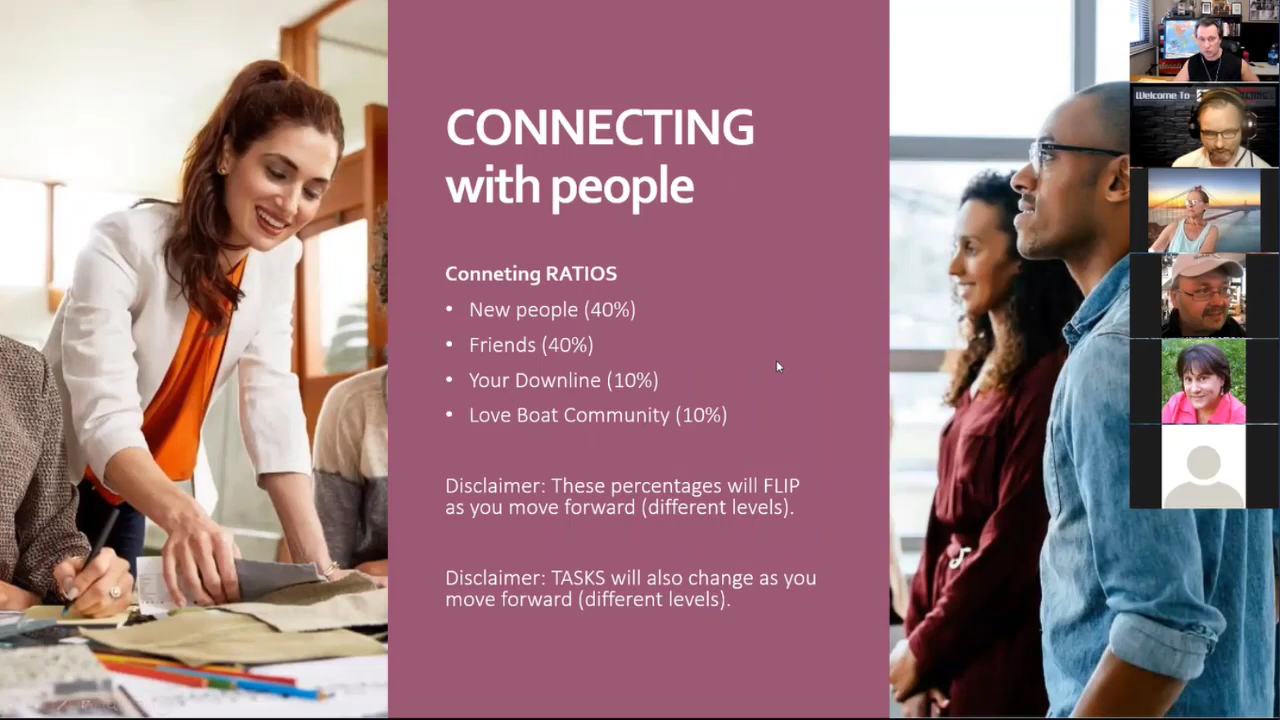 CONNECTING
with people
Conneting RATIOS
• New people (40%)
• Friends (40%)
• Your Downline (10%)
• Love Boat Community (10%)
Disclaimer: These percentages will FLIP
as you move forward (different levels).
Disclaimer: TASKS will also change as you
move forward (different levels).
Welcome To